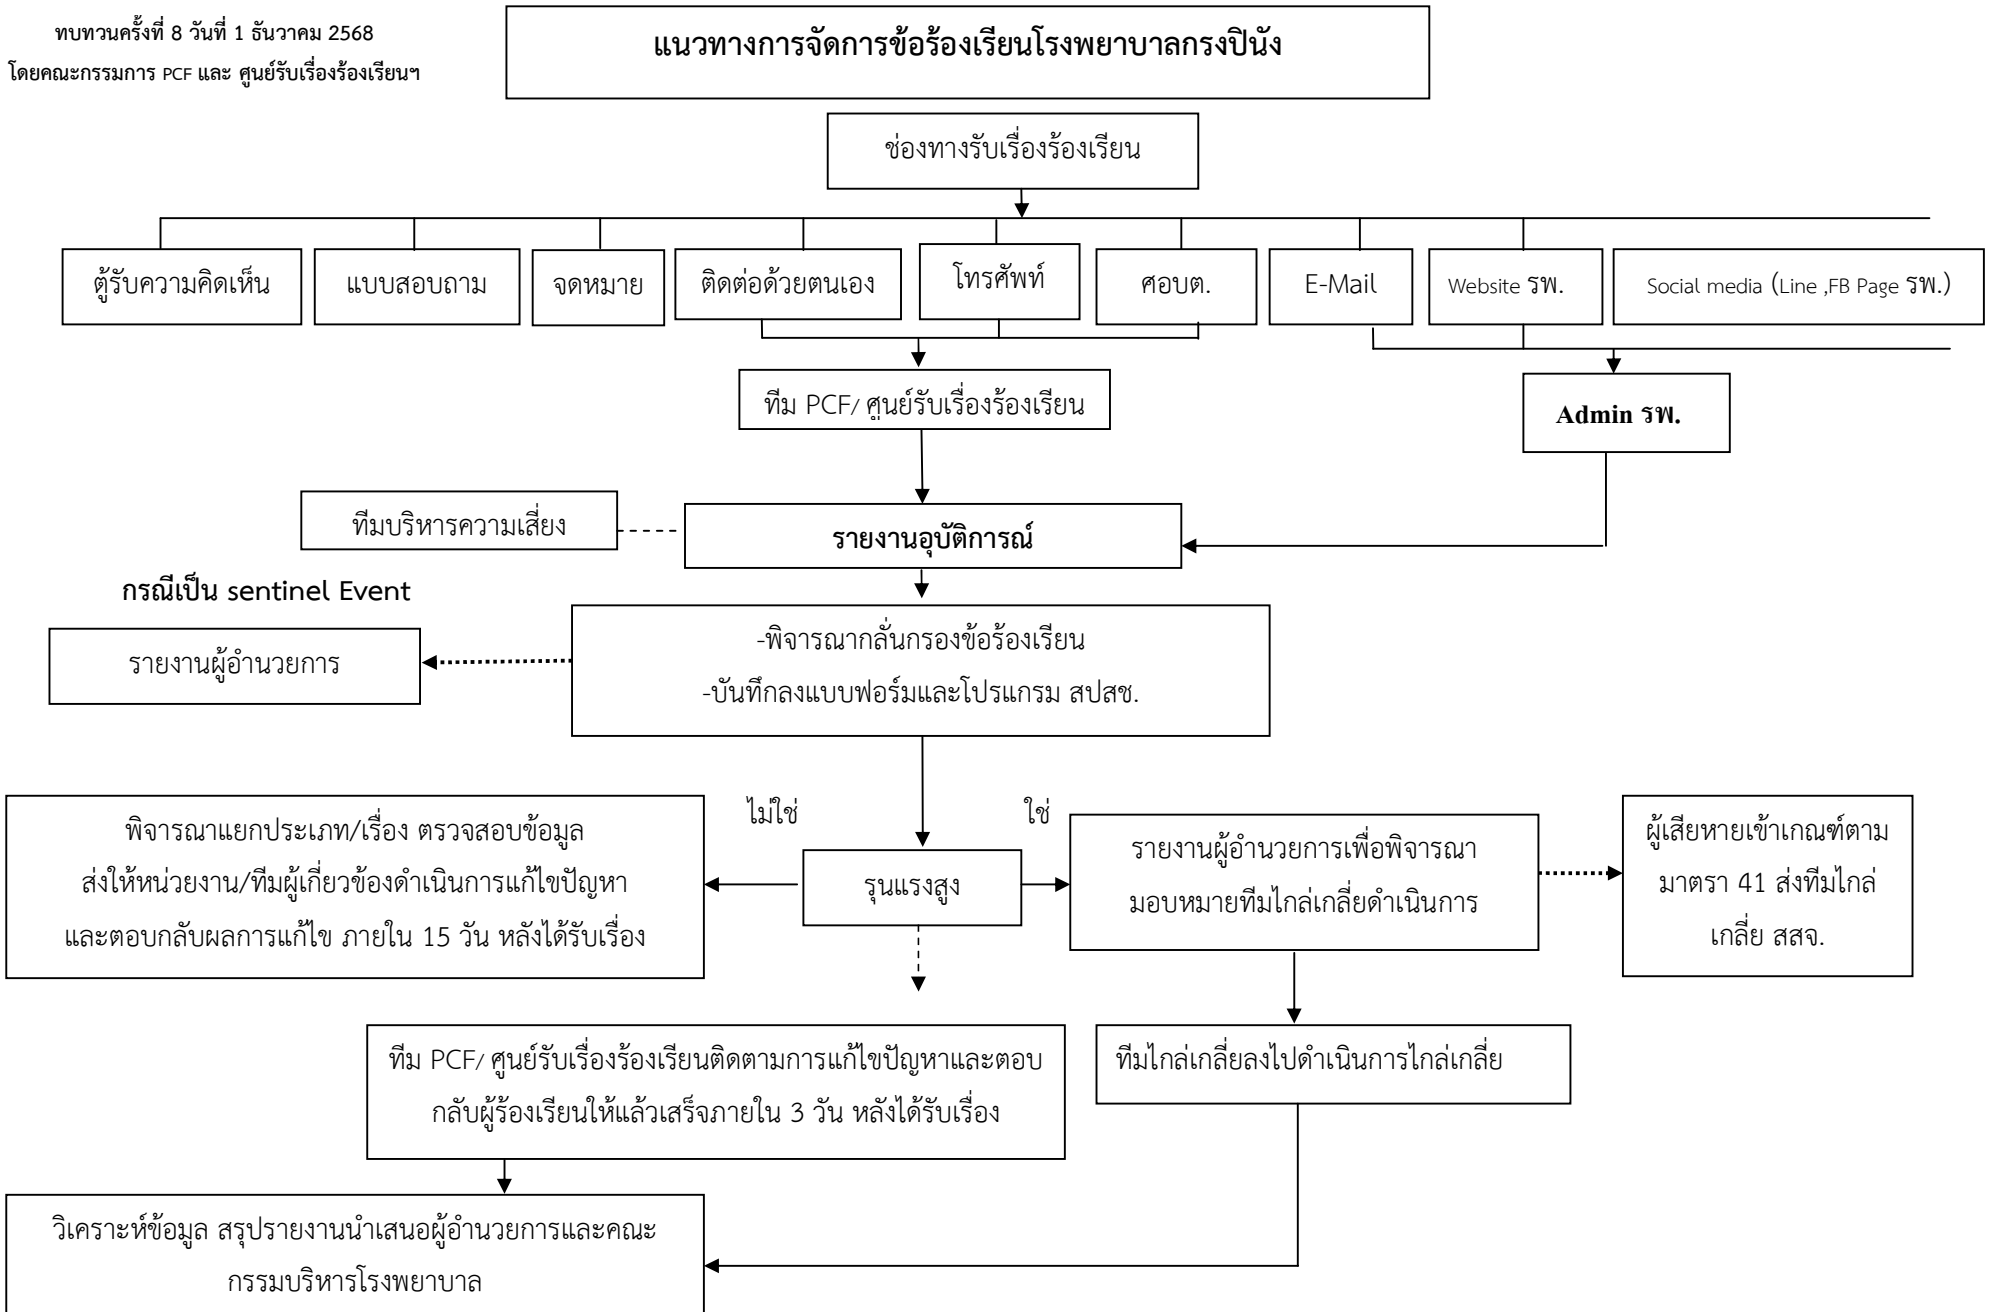 ทบทวนครั้งที่ 8 วันที่ 1 ธันวาคม 2568
โดยคณะกรรมการ PCF และ ศูนย์รับเรื่องร้องเรียนฯ
แนวทางการจัดการข้อร้องเรียนโรงพยาบาลกรงปินัง
ช่องทางรับเรื่องร้องเรียน
ตู้รับความคิดเห็น
แบบสอบถาม
จดหมาย
ติดต่อด้วยตนเอง
โทรศัพท์
ศอบต.
E-Mail
Website รพ.
Social media (Line ,FB Page รพ.)
ทีม PCF/ ศูนย์รับเรื่องร้องเรียน
Admin รพ.
ทีมบริหารความเสี่ยง
รายงานอุบัติการณ์
กรณีเป็น sentinel Event
รายงานผู้อำนวยการ
-พิจารณากลั่นกรองข้อร้องเรียน
-บันทึกลงแบบฟอร์มและโปรแกรม สปสช.
ไม่ใช่
ใช่
พิจารณาแยกประเภท/เรื่อง ตรวจสอบข้อมูล
ส่งให้หน่วยงาน/ทีมผู้เกี่ยวข้องดำเนินการแก้ไขปัญหา
และตอบกลับผลการแก้ไข ภายใน 15 วัน หลังได้รับเรื่อง
รุนแรงสูง
รายงานผู้อำนวยการเพื่อพิจารณา
มอบหมายทีมไกล่เกลี่ยดำเนินการ
ผู้เสียหายเข้าเกณฑ์ตาม
มาตรา 41 ส่งทีมไกล่
เกลี่ย สสจ.
ทีม PCF/ ศูนย์รับเรื่องร้องเรียนติดตามการแก้ไขปัญหาและตอบ
กลับผู้ร้องเรียนให้แล้วเสร็จภายใน 3 วัน หลังได้รับเรื่อง
ทีมไกล่เกลี่ยลงไปดำเนินการไกล่เกลี่ย
วิเคราะห์ข้อมูล สรุปรายงานนำเสนอผู้อำนวยการและคณะ
กรรมบริหารโรงพยาบาล